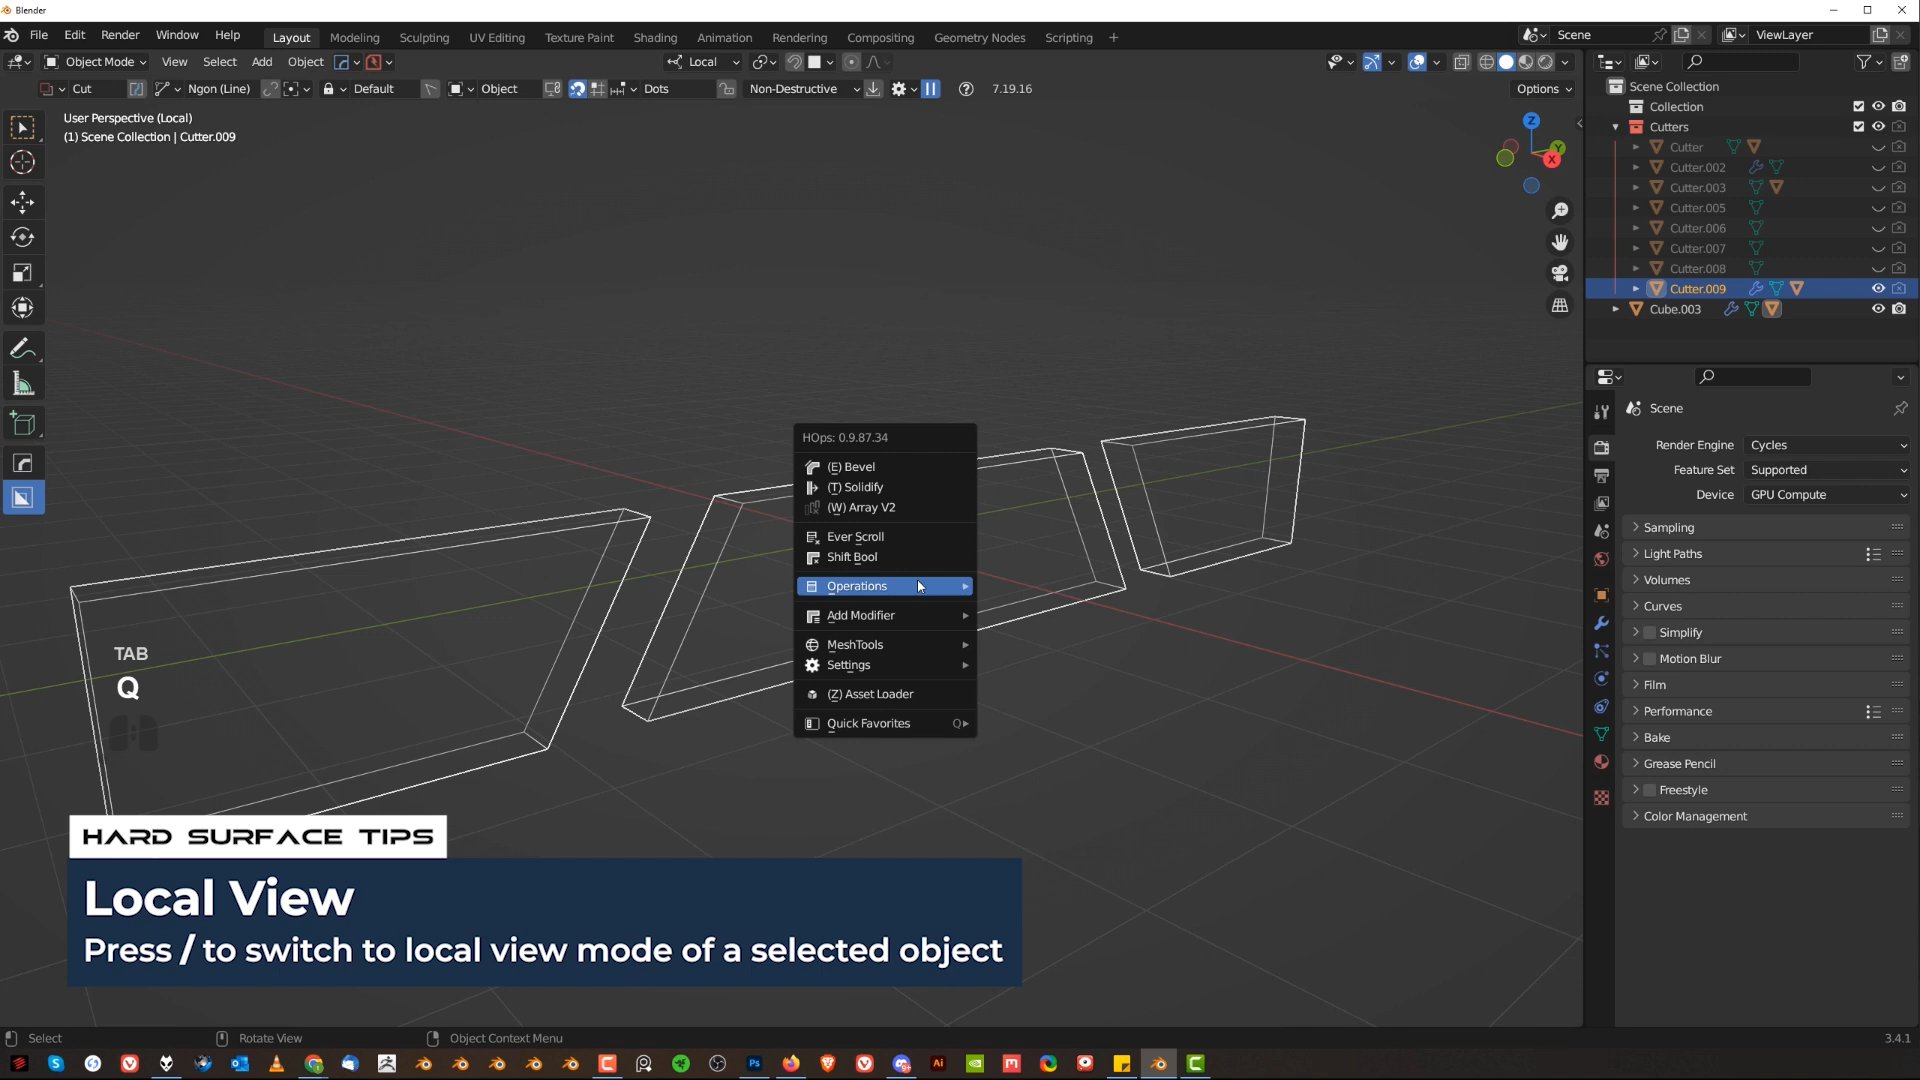 Blender
File Edit Render Window Help
Layout Modeling Sculpting UV Editing Texture Paint Shading Animation Rendering Compositing Geometry Nodes Scripting +
Scene
ViewLayer
Object Mode View Select Add Object
Local
Cut Ngon (Line) Default Object Dots Non-Destructive 7.19.16
Options
User Perspective (Local)
(1) Scene Collection | Cutter.009
Z
Y
X
Scene Collection
Collection
Cutters
Cutter
Cutter.002
Cutter.003
Cutter.005
Cutter.006
Cutter.007
Cutter.008
Cutter.009
Cube.003
HOps: 0.9.87.34
(E) Bevel
(T) Solidify
(W) Array V2
Ever Scroll
Shift Bool
Operations
Add Modifier
MeshTools
Settings
(Z) Asset Loader
Quick Favorites Q
TAB
Q
HARD SURFACE TIPS
Local View
Press / to switch to local view mode of a selected object
Scene
Render Engine Cycles
Feature Set Supported
Device GPU Compute
Sampling
Light Paths
Volumes
Curves
Simplify
Motion Blur
Film
Performance
Bake
Grease Pencil
Freestyle
Color Management
Select Rotate View Object Context Menu
3.4.1